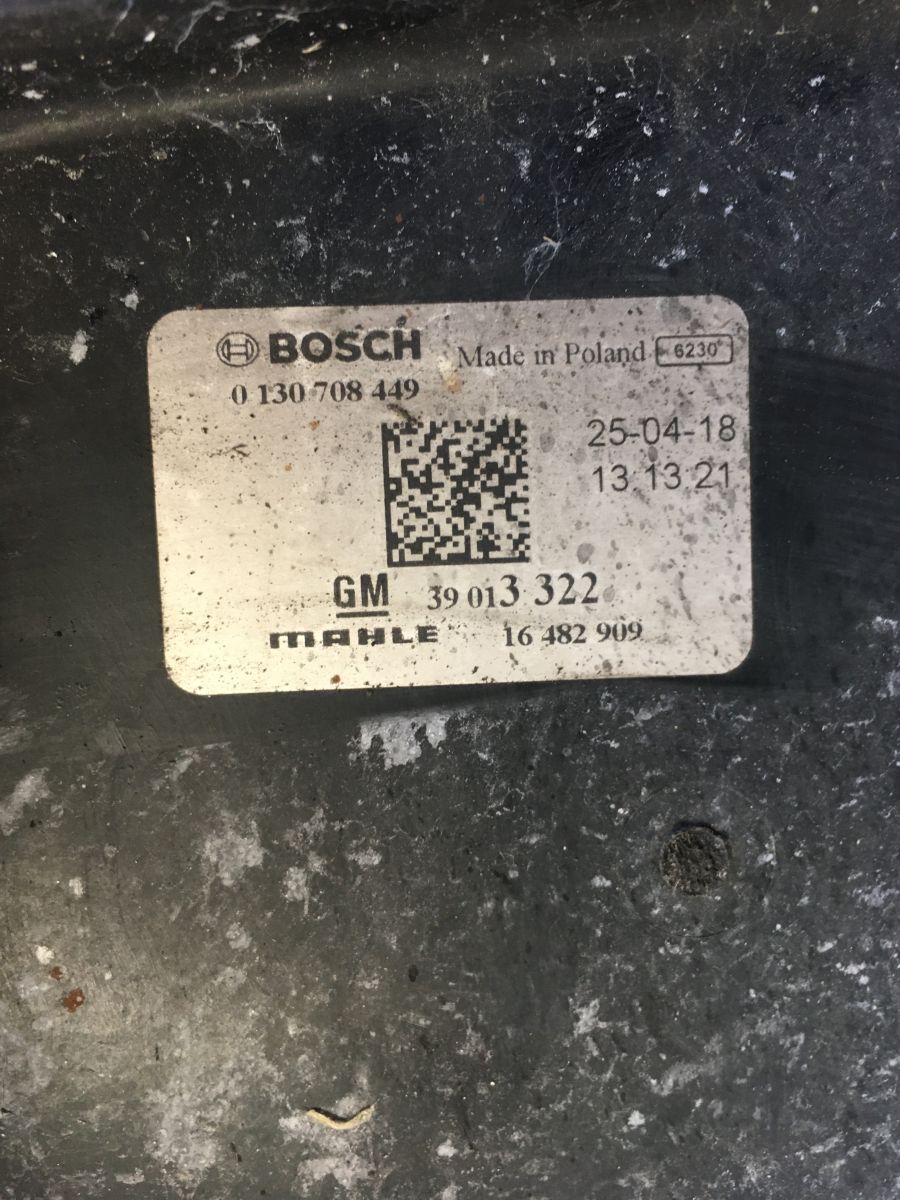 BOSCH Made in Poland 6230
0 130 708 449
25-04-18
13.13.21
GM 39 013 322
MAHLE 16 482 909